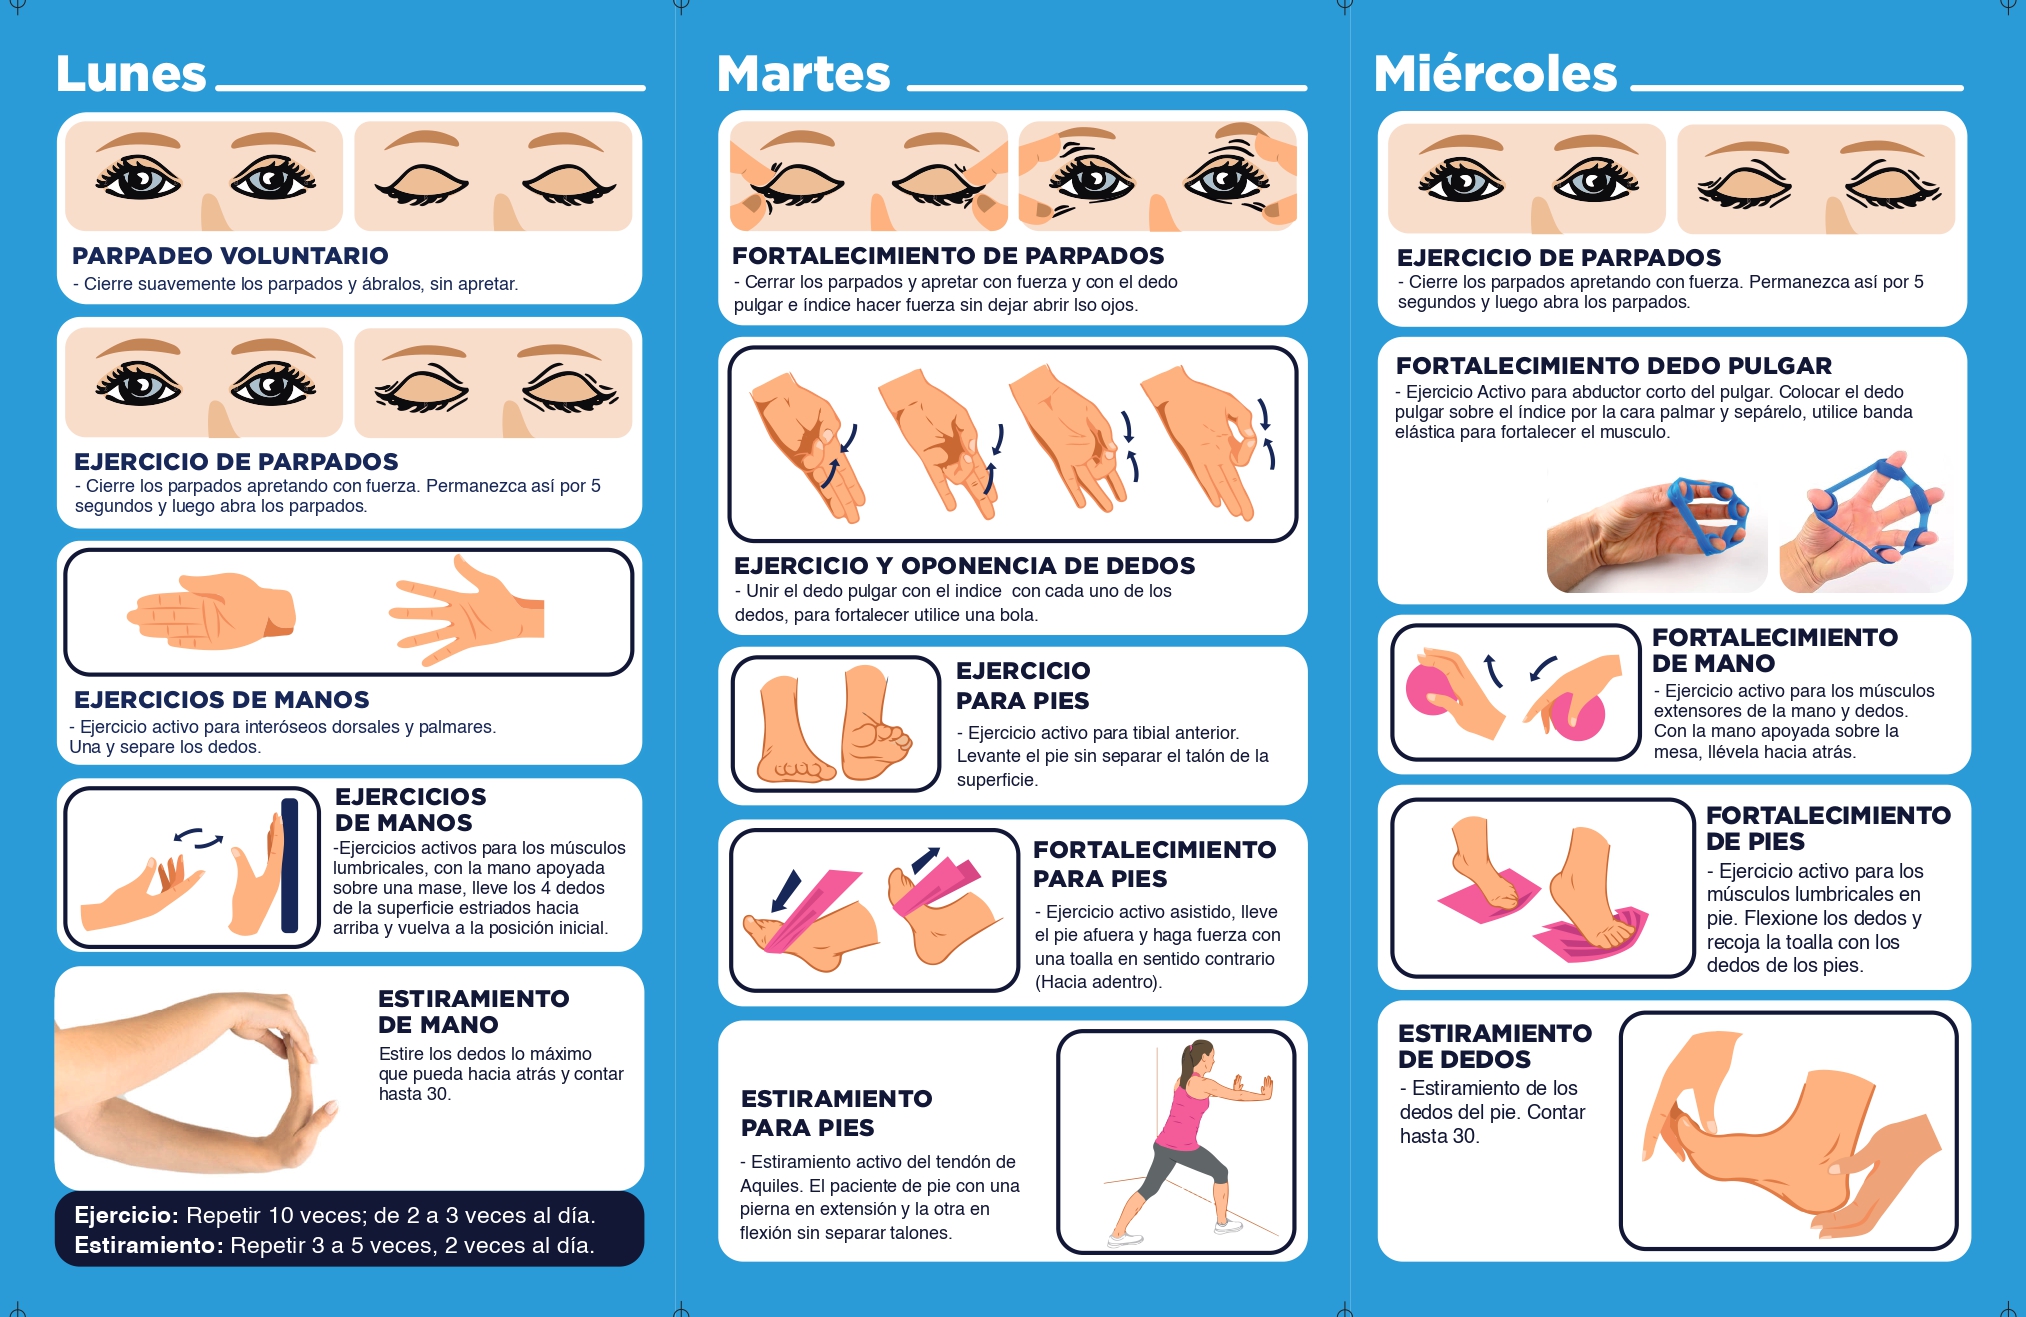 Lunes
PARPADEO VOLUNTARIO
- Cierre suavemente los parpados y ábralos, sin apretar.
EJERCICIO DE PARPADOS
- Cierre los parpados apretando con fuerza. Permanezca así por 5
segundos y luego abra los parpados.
EJERCICIOS DE MANOS
- Ejercicio activo para interóseos dorsales y palmares.
Una y separe los dedos.
EJERCICIOS
DE MANOS
-Ejercicios activos para los músculos
lumbricales, con la mano apoyada
sobre una mase, lleve los 4 dedos
de la superficie estriados hacia
arriba y vuelva a la posición inicial.
ESTIRAMIENTO
DE MANO
Estire los dedos lo máximo
que pueda hacia atrás y contar
hasta 30.
Ejercicio: Repetir 10 veces; de 2 a 3 veces al día.
Estiramiento: Repetir 3 a 5 veces, 2 veces al día.
Martes
FORTALECIMIENTO DE PARPADOS
- Cerrar los parpados y apretar con fuerza y con el dedo
pulgar e índice hacer fuerza sin dejar abrir lso ojos.
EJERCICIO Y OPONENCIA DE DEDOS
- Unir el dedo pulgar con el indice con cada uno de los
dedos, para fortalecer utilice una bola.
EJERCICIO
PARA PIES
- Ejercicio activo para tibial anterior.
Levante el pie sin separar el talón de la
superficie.
FORTALECIMIENTO
PARA PIES
- Ejercicio activo asistido, lleve
el pie afuera y haga fuerza con
una toalla en sentido contrario
(Hacia adentro).
ESTIRAMIENTO
PARA PIES
- Estiramiento activo del tendón de
Aquiles. El paciente de pie con una
pierna en extensión y la otra en
flexión sin separar talones.
Miércoles
EJERCICIO DE PARPADOS
- Cierre los parpados apretando con fuerza. Permanezca así por 5
segundos y luego abra los parpados.
FORTALECIMIENTO DEDO PULGAR
- Ejercicio Activo para abductor corto del pulgar. Colocar el dedo
pulgar sobre el índice por la cara palmar y sepárelo, utilice banda
elástica para fortalecer el musculo.
FORTALECIMIENTO
DE MANO
- Ejercicio activo para los músculos
extensores de la mano y dedos.
Con la mano apoyada sobre la
mesa, llévela hacia atrás.
FORTALECIMIENTO
DE PIES
- Ejercicio activo para los
músculos lumbricales en
pie. Flexione los dedos y
recoja la toalla con los
dedos de los pies.
ESTIRAMIENTO
DE DEDOS
- Estiramiento de los
dedos del pie. Contar
hasta 30.